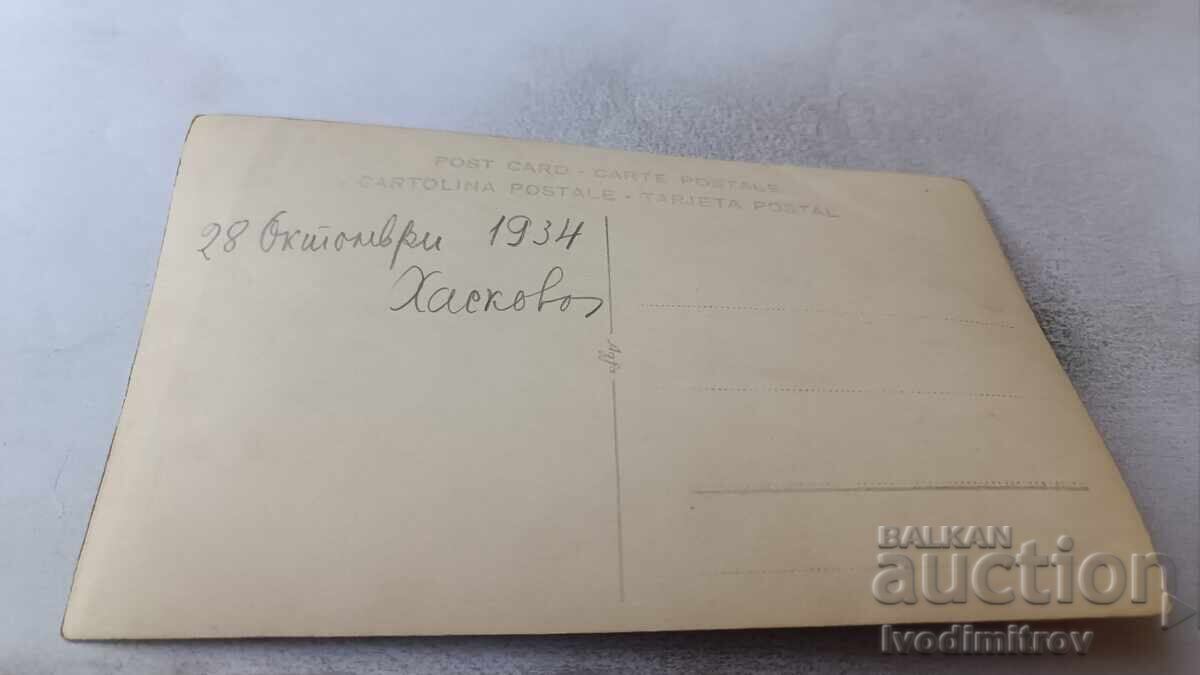 POST CARD - CARTE POSTALE
CARTOLINA POSTALE - TARJETA POSTAL
28 Октомври 1934
Хасково
BALKAN
auction
Ivodimitrov